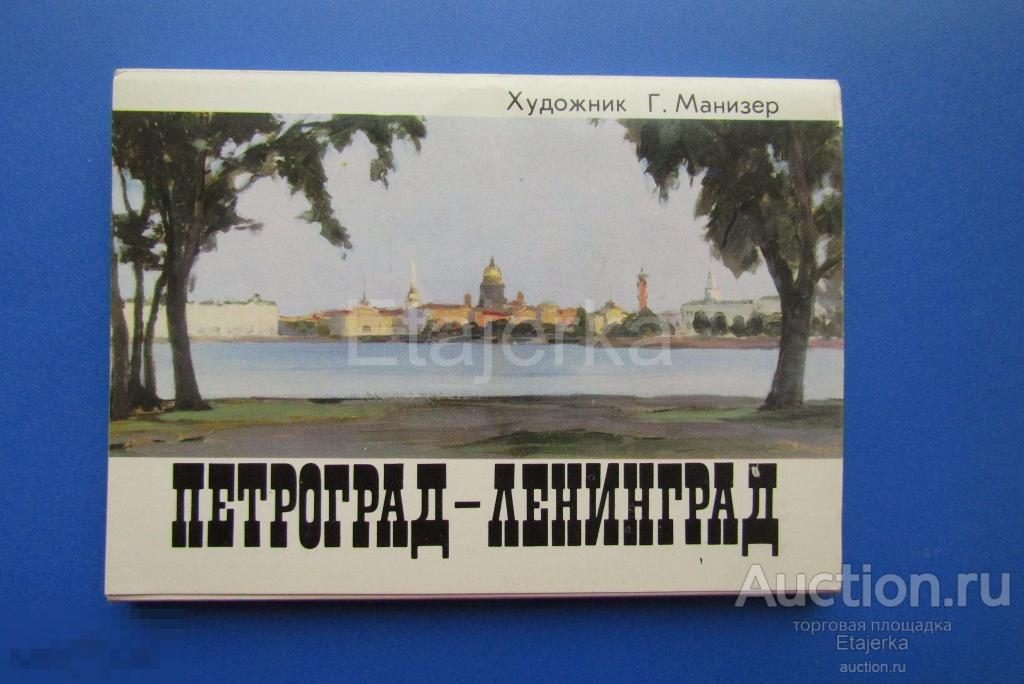 Художник Г. Манизер
Etajerka
ПЕТРОГРАД–ЛЕНИНГРАД
Auction.ru
торговая площадка
Etajerka
auction.ru